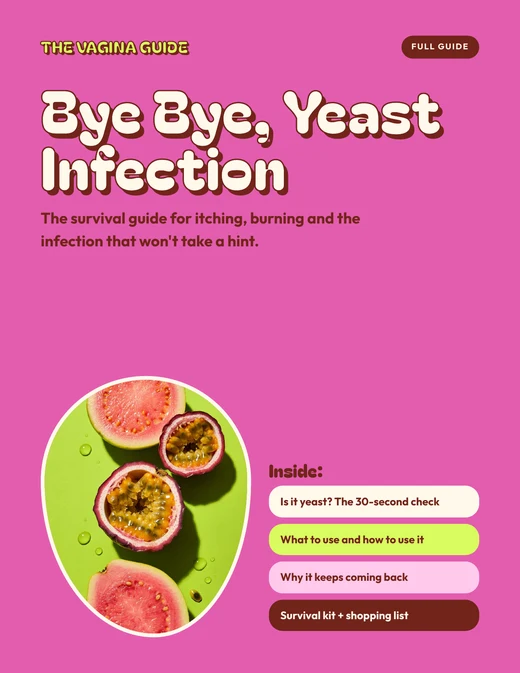 THE VAGINA GUIDE
FULL GUIDE
Bye Bye, Yeast
Infection
The survival guide for itching, burning and the
infection that won't take a hint.
Inside:
Is it yeast? The 30-second check
What to use and how to use it
Why it keeps coming back
Survival kit + shopping list